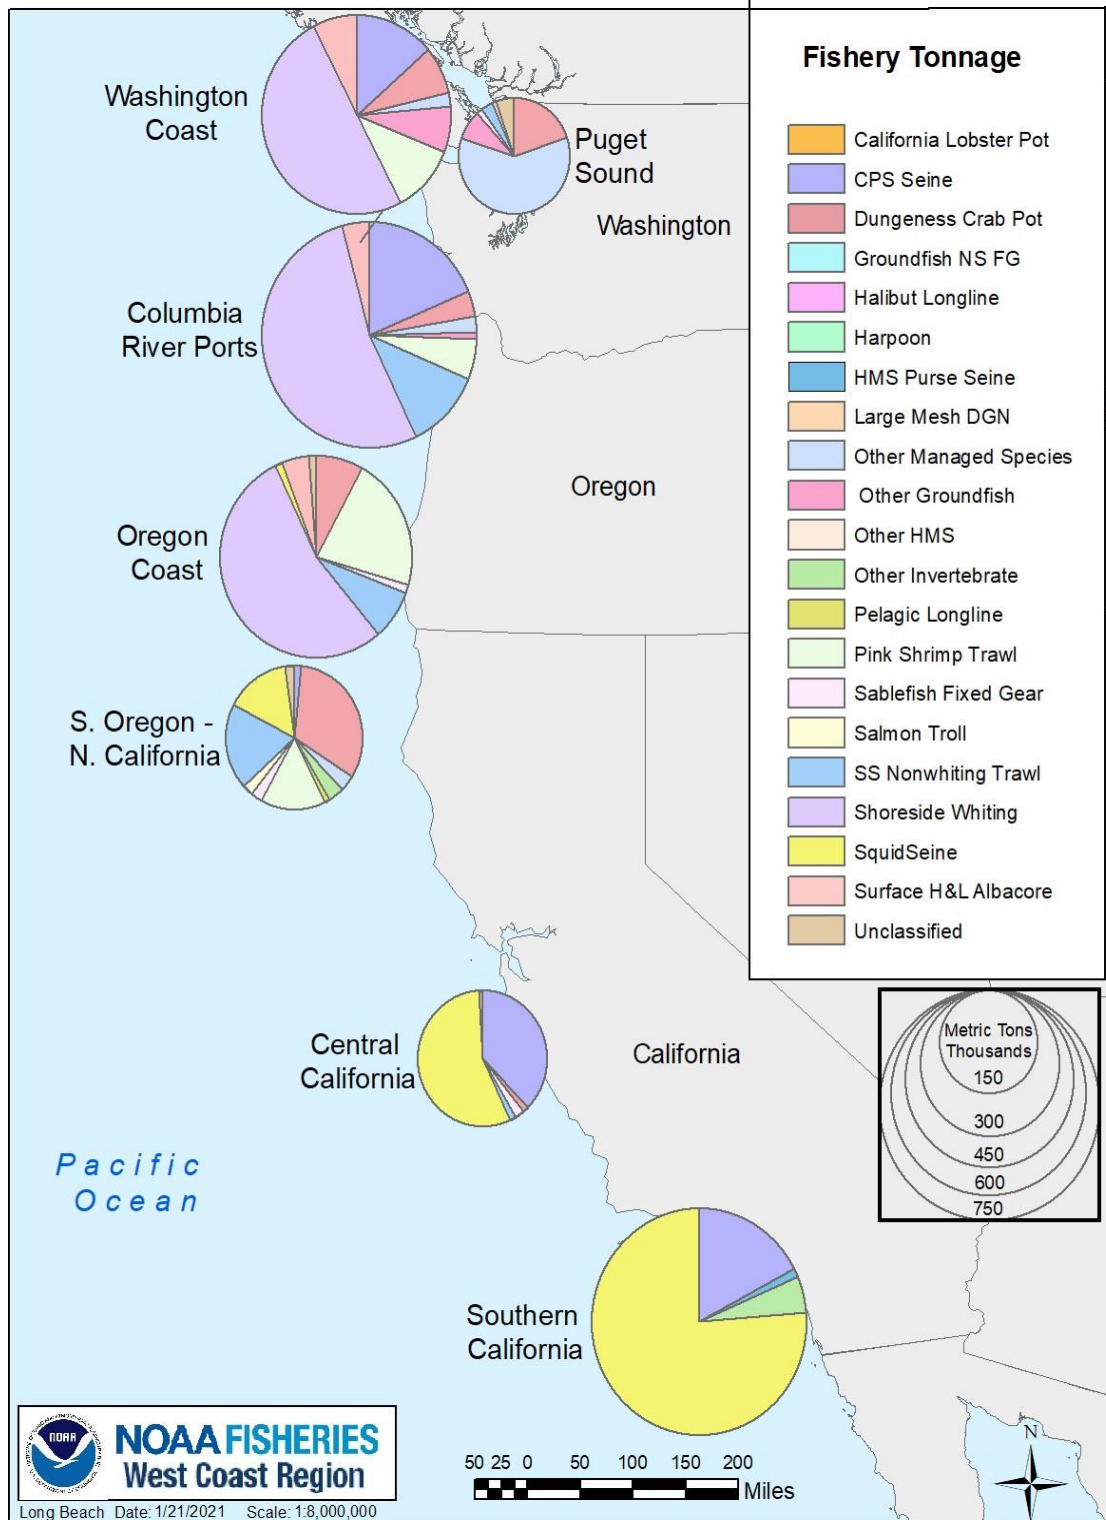 Fishery Tonnage
California Lobster Pot
CPS Seine
Dungeness Crab Pot
Groundfish NS FG
Halibut Longline
Harpoon
HMS Purse Seine
Large Mesh DGN
Other Managed Species
Other Groundfish
Other HMS
Other Invertebrate
Pelagic Longline
Pink Shrimp Trawl
Sablefish Fixed Gear
Salmon Troll
SS Nonwhiting Trawl
Shoreside Whiting
SquidSeine
Surface H&L Albacore
Unclassified
Washington
Coast
Puget
Sound
Washington
Columbia
River Ports
Oregon
Oregon
Coast
S. Oregon -
N. California
Central
California
California
Metric Tons
Thousands
150
300
450
600
750
Pacific
Ocean
Southern
California
NOAA
NOAA FISHERIES
West Coast Region
50 25 0 50 100 150 200
Miles
N
Long Beach Date: 1/21/2021 Scale: 1:8,000,000